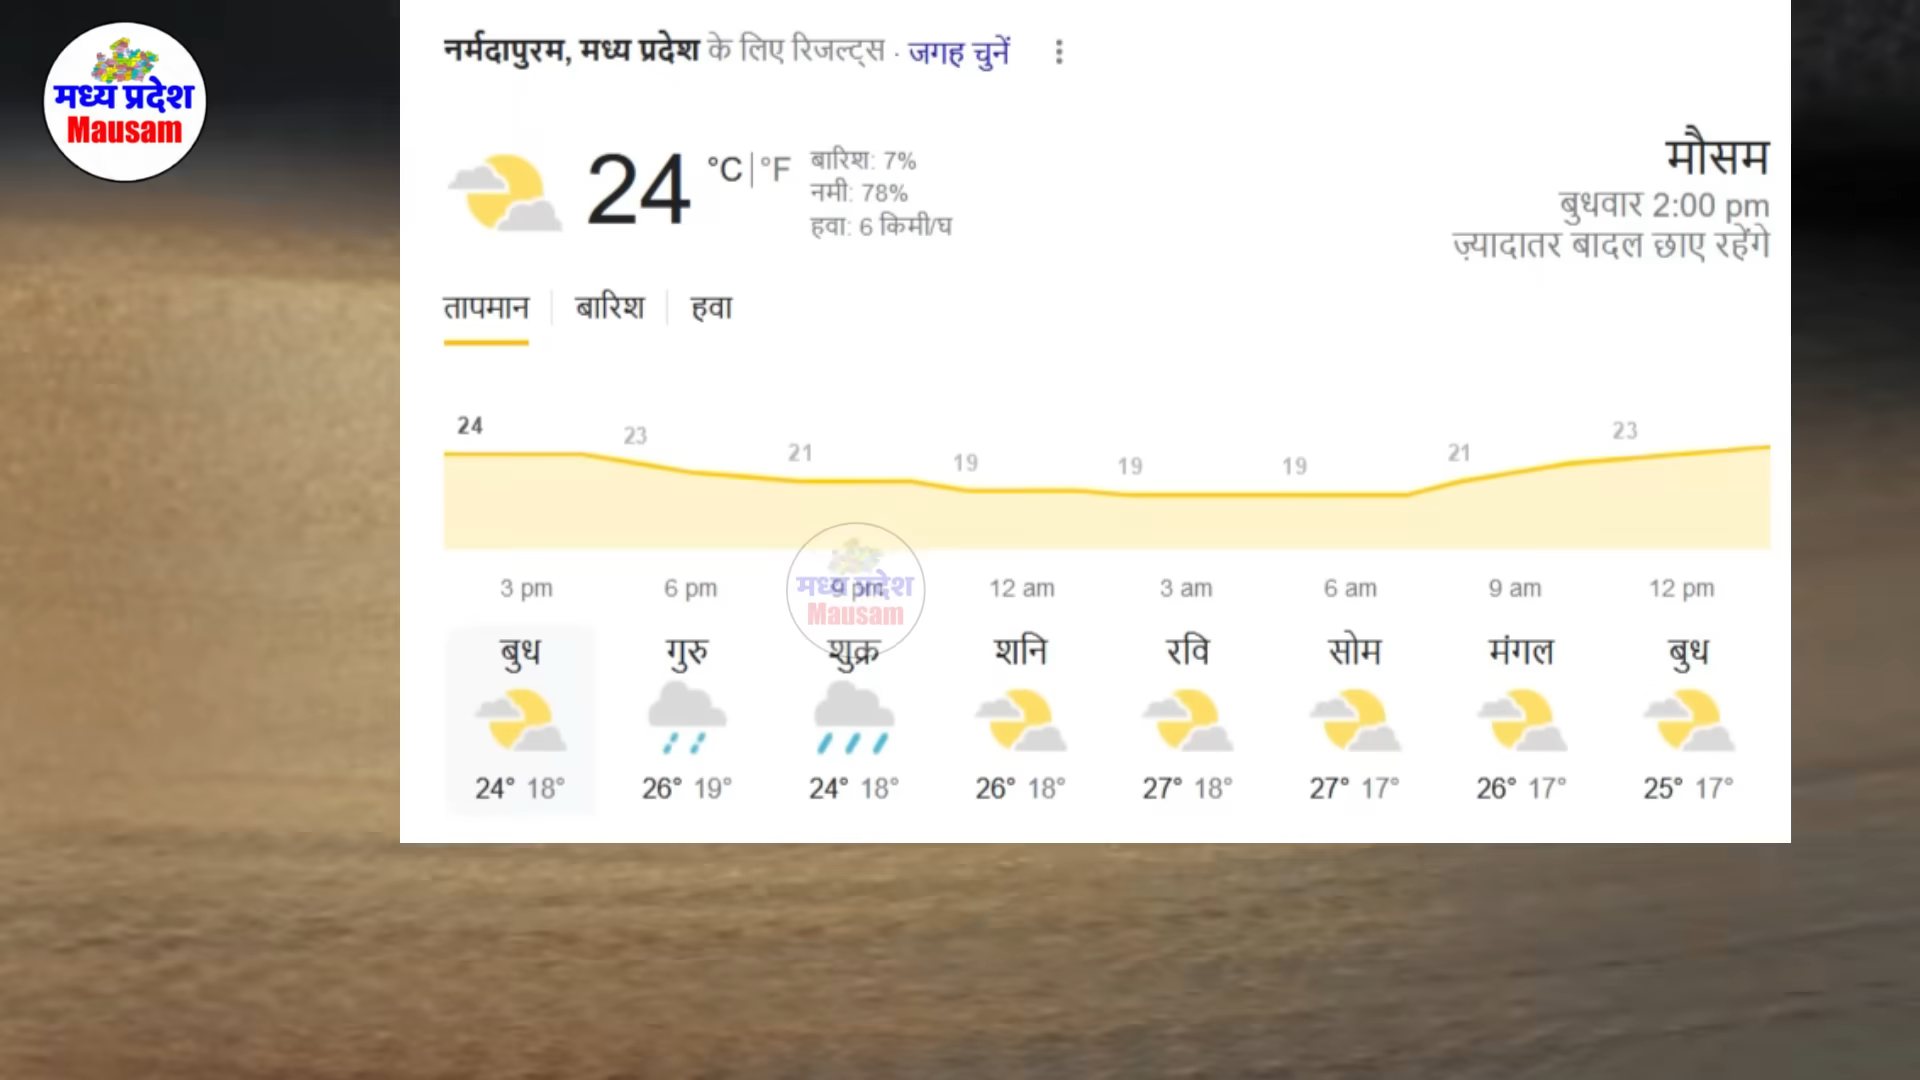 मध्य प्रदेश
Mausam
नर्मदापुरम, मध्य प्रदेश के लिए रिजल्ट्स · जगह चुनें
24 °C | °F
बारिश: 7%
नमी: 78%
हवा: 6 किमी/घ
मौसम
बुधवार 2:00 pm
ज़्यादातर बादल छाए रहेंगे
तापमान | बारिश | हवा
24 23 21 19 19 19 21 23
3 pm 6 pm 9 pm 12 am 3 am 6 am 9 am 12 pm
मध्य प्रदेश
Mausam
बुध गुरु शुक्र शनि रवि सोम मंगल बुध
24° 18° 26° 19° 24° 18° 26° 18° 27° 18° 27° 17° 26° 17° 25° 17°